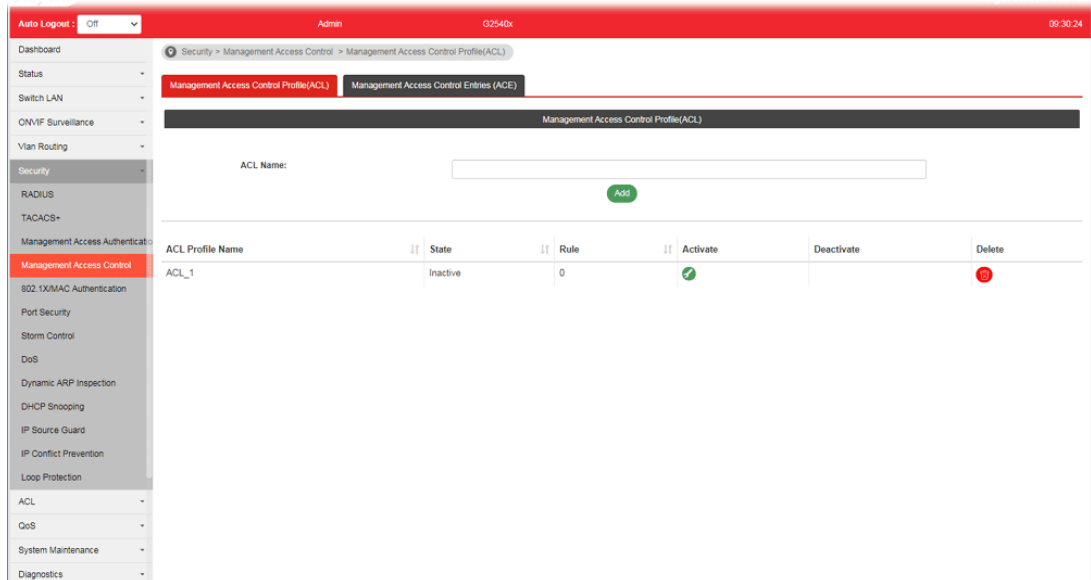 Auto Logout : Off Admin G2540x 09:30:24
Dashboard
Status
Switch LAN
ONVIF Surveillance
Vlan Routing
Security
RADIUS
TACACS+
Management Access Authenticatio
Management Access Control
802.1X/MAC Authentication
Port Security
Storm Control
DoS
Dynamic ARP Inspection
DHCP Snooping
IP Source Guard
IP Conflict Prevention
Loop Protection
ACL
QoS
System Maintenance
Diagnostics
Security > Management Access Control > Management Access Control Profile(ACL)
Management Access Control Profile(ACL) Management Access Control Entries (ACE)
Management Access Control Profile(ACL)
ACL Name:
Add
ACL Profile Name State Rule Activate Deactivate Delete
ACL_1 Inactive 0